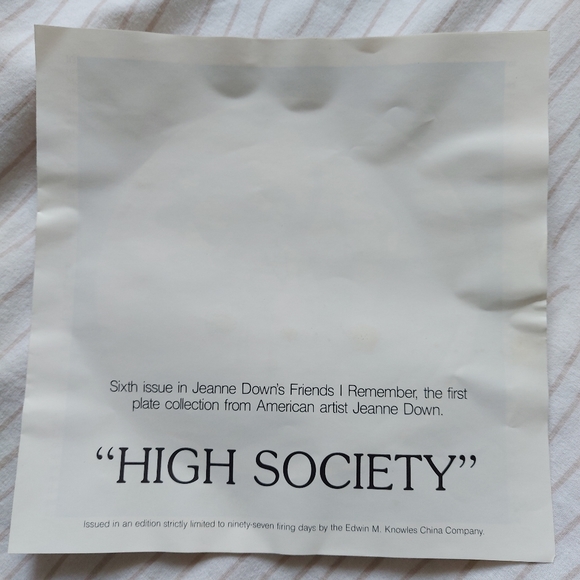 Sixth issue in Jeanne Down's Friends I Remember, the first
plate collection from American artist Jeanne Down.
“HIGH SOCIETY”
Issued in an edition strictly limited to ninety-seven firing days by the Edwin M. Knowles China Company.